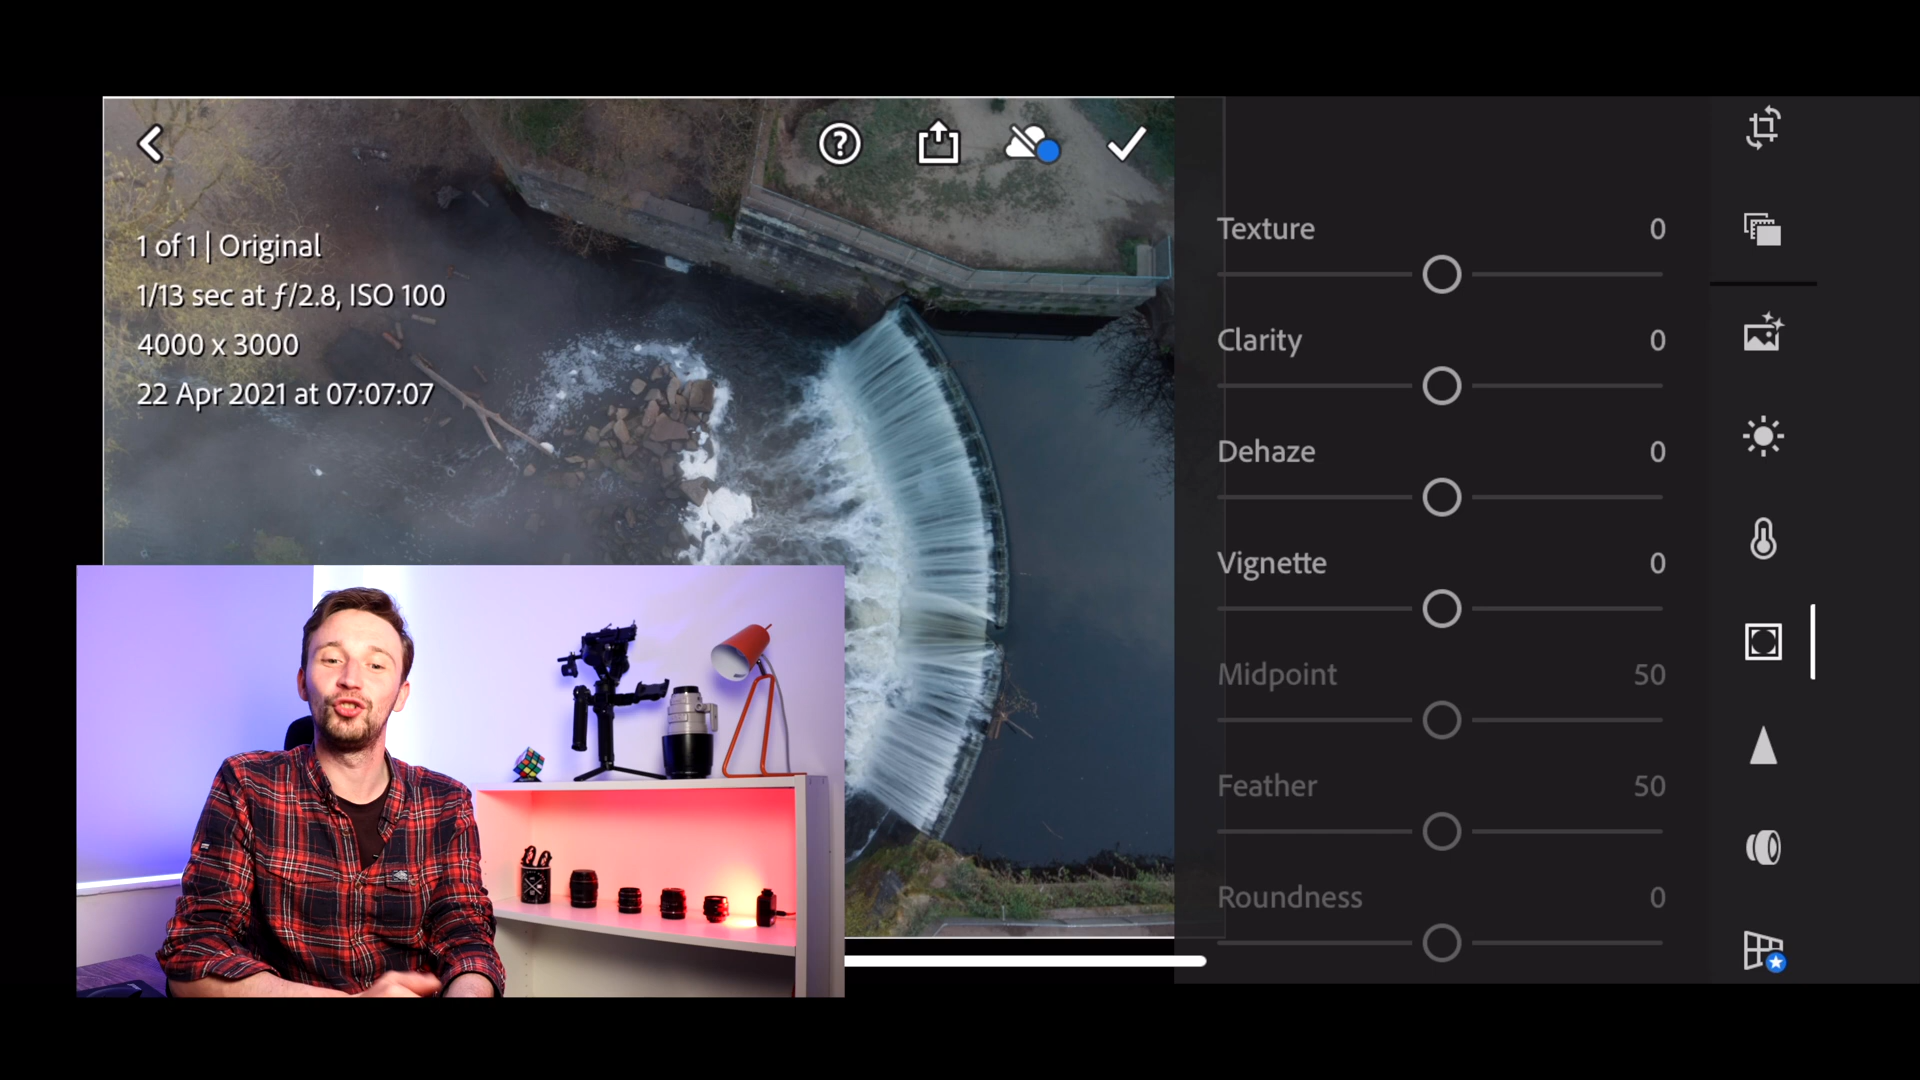 1 of 1 | Original
1/13 sec at ƒ/2.8, ISO 100
4000 x 3000
22 Apr 2021 at 07:07:07
Texture 0
Clarity 0
Dehaze 0
Vignette 0
Midpoint 50
Feather 50
Roundness 0